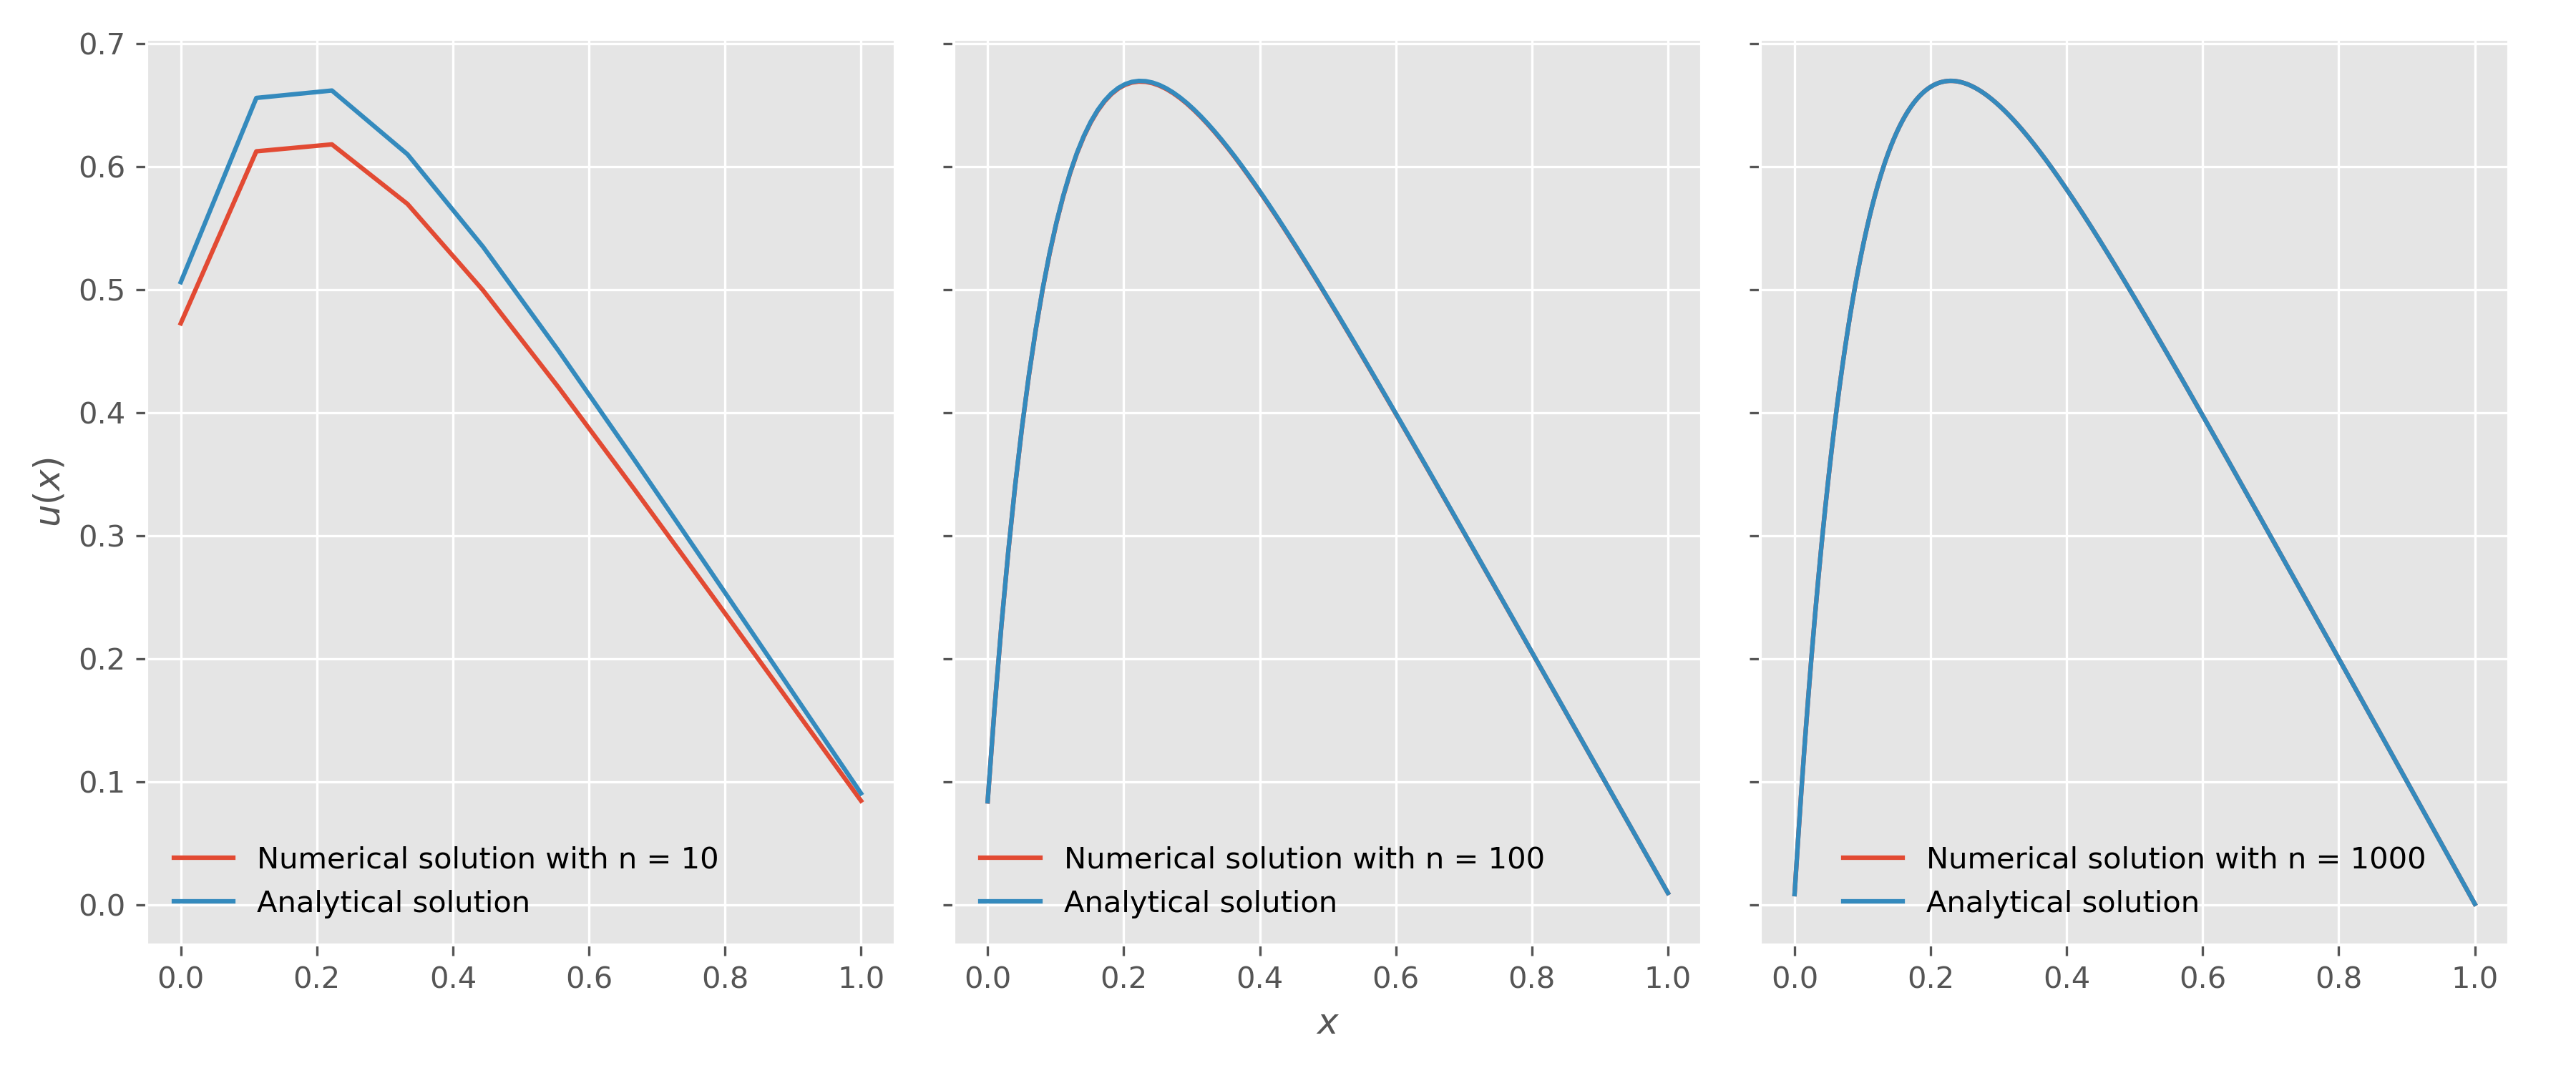 0.7
0.6
0.5
0.4
0.3
0.2
0.1
0.0
u(x)
Numerical solution with n = 10
Analytical solution
0.0 0.2 0.4 0.6 0.8 1.0
Numerical solution with n = 100
Analytical solution
0.0 0.2 0.4 0.6 0.8 1.0
x
Numerical solution with n = 1000
Analytical solution
0.0 0.2 0.4 0.6 0.8 1.0